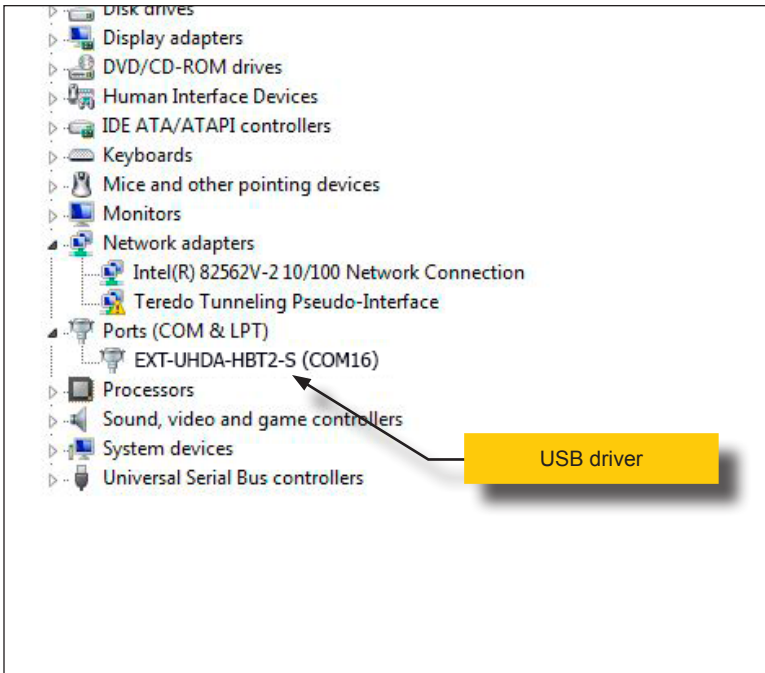 Disk drives
Display adapters
DVD/CD-ROM drives
Human Interface Devices
IDE ATA/ATAPI controllers
Keyboards
Mice and other pointing devices
Monitors
Network adapters
Intel(R) 82562V-2 10/100 Network Connection
Teredo Tunneling Pseudo-Interface
Ports (COM & LPT)
EXT-UHDA-HBT2-S (COM16)
Processors
Sound, video and game controllers
System devices
USB driver
Universal Serial Bus controllers